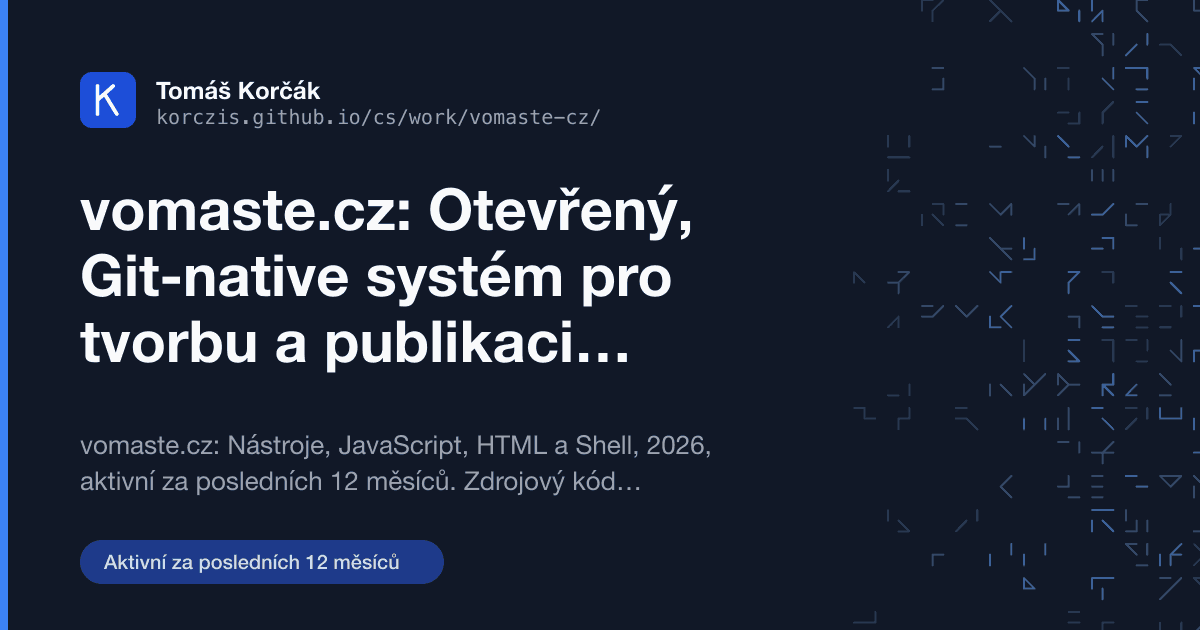 K
Tomáš Korčák
korczis.github.io/cs/work/vomaste-cz/
vomaste.cz: Otevřený,
Git-native systém pro
tvorbu a publikaci…
vomaste.cz: Nástroje, JavaScript, HTML a Shell, 2026,
aktivní za posledních 12 měsíců. Zdrojový kód…
Aktivní za posledních 12 měsíců